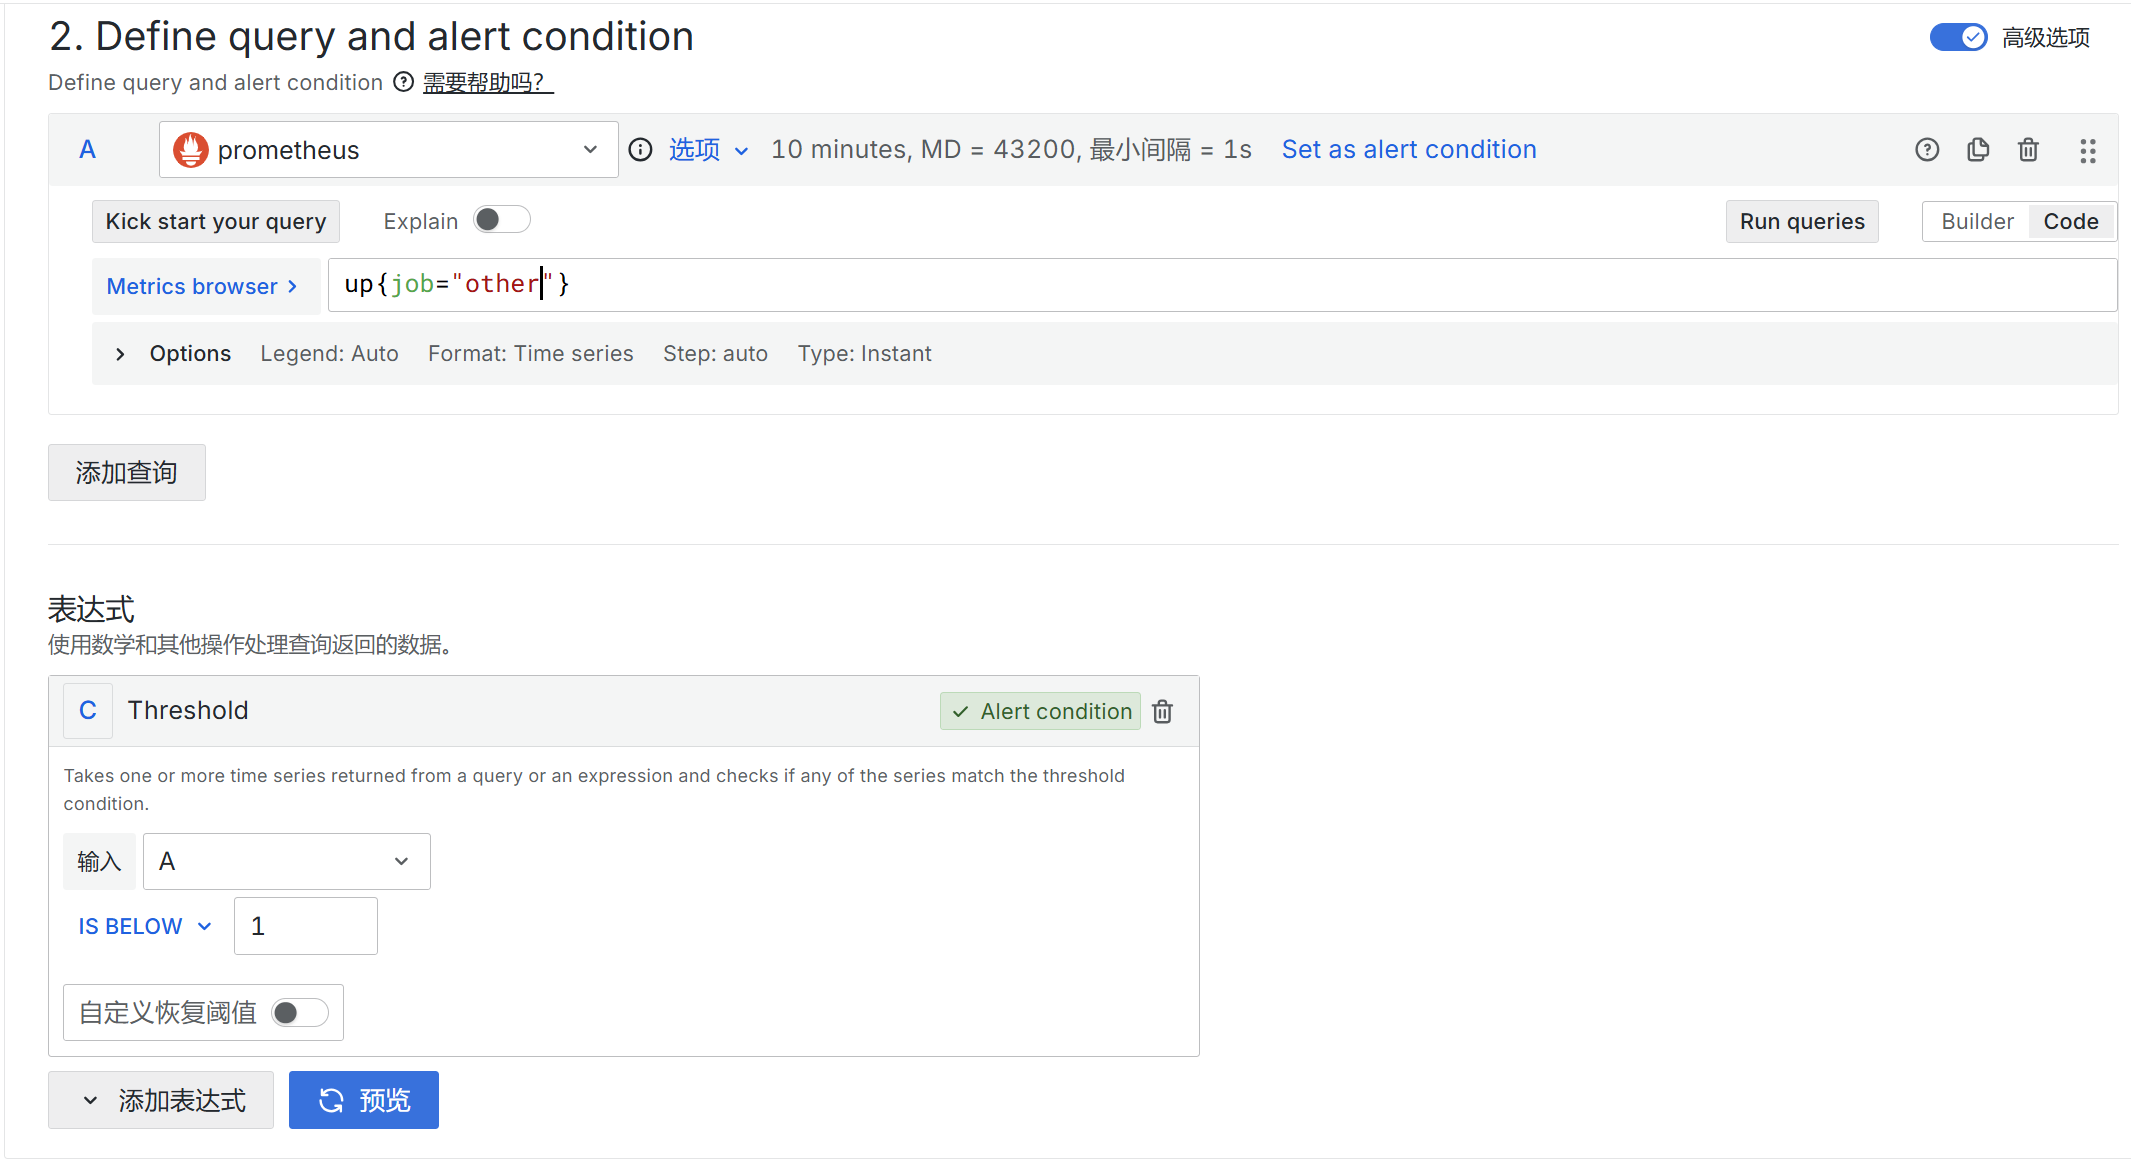 2. Define query and alert condition
高级选项
Define query and alert condition 需要帮助吗?
A prometheus 选项 10 minutes, MD = 43200, 最小间隔 = 1s Set as alert condition
Kick start your query Explain Run queries Builder Code
Metrics browser > up{job="other"}
Options Legend: Auto Format: Time series Step: auto Type: Instant
添加查询
表达式
使用数学和其他操作处理查询返回的数据。
C Threshold Alert condition
Takes one or more time series returned from a query or an expression and checks if any of the series match the threshold
condition.
输入 A
IS BELOW 1
自定义恢复阈值
添加表达式 预览